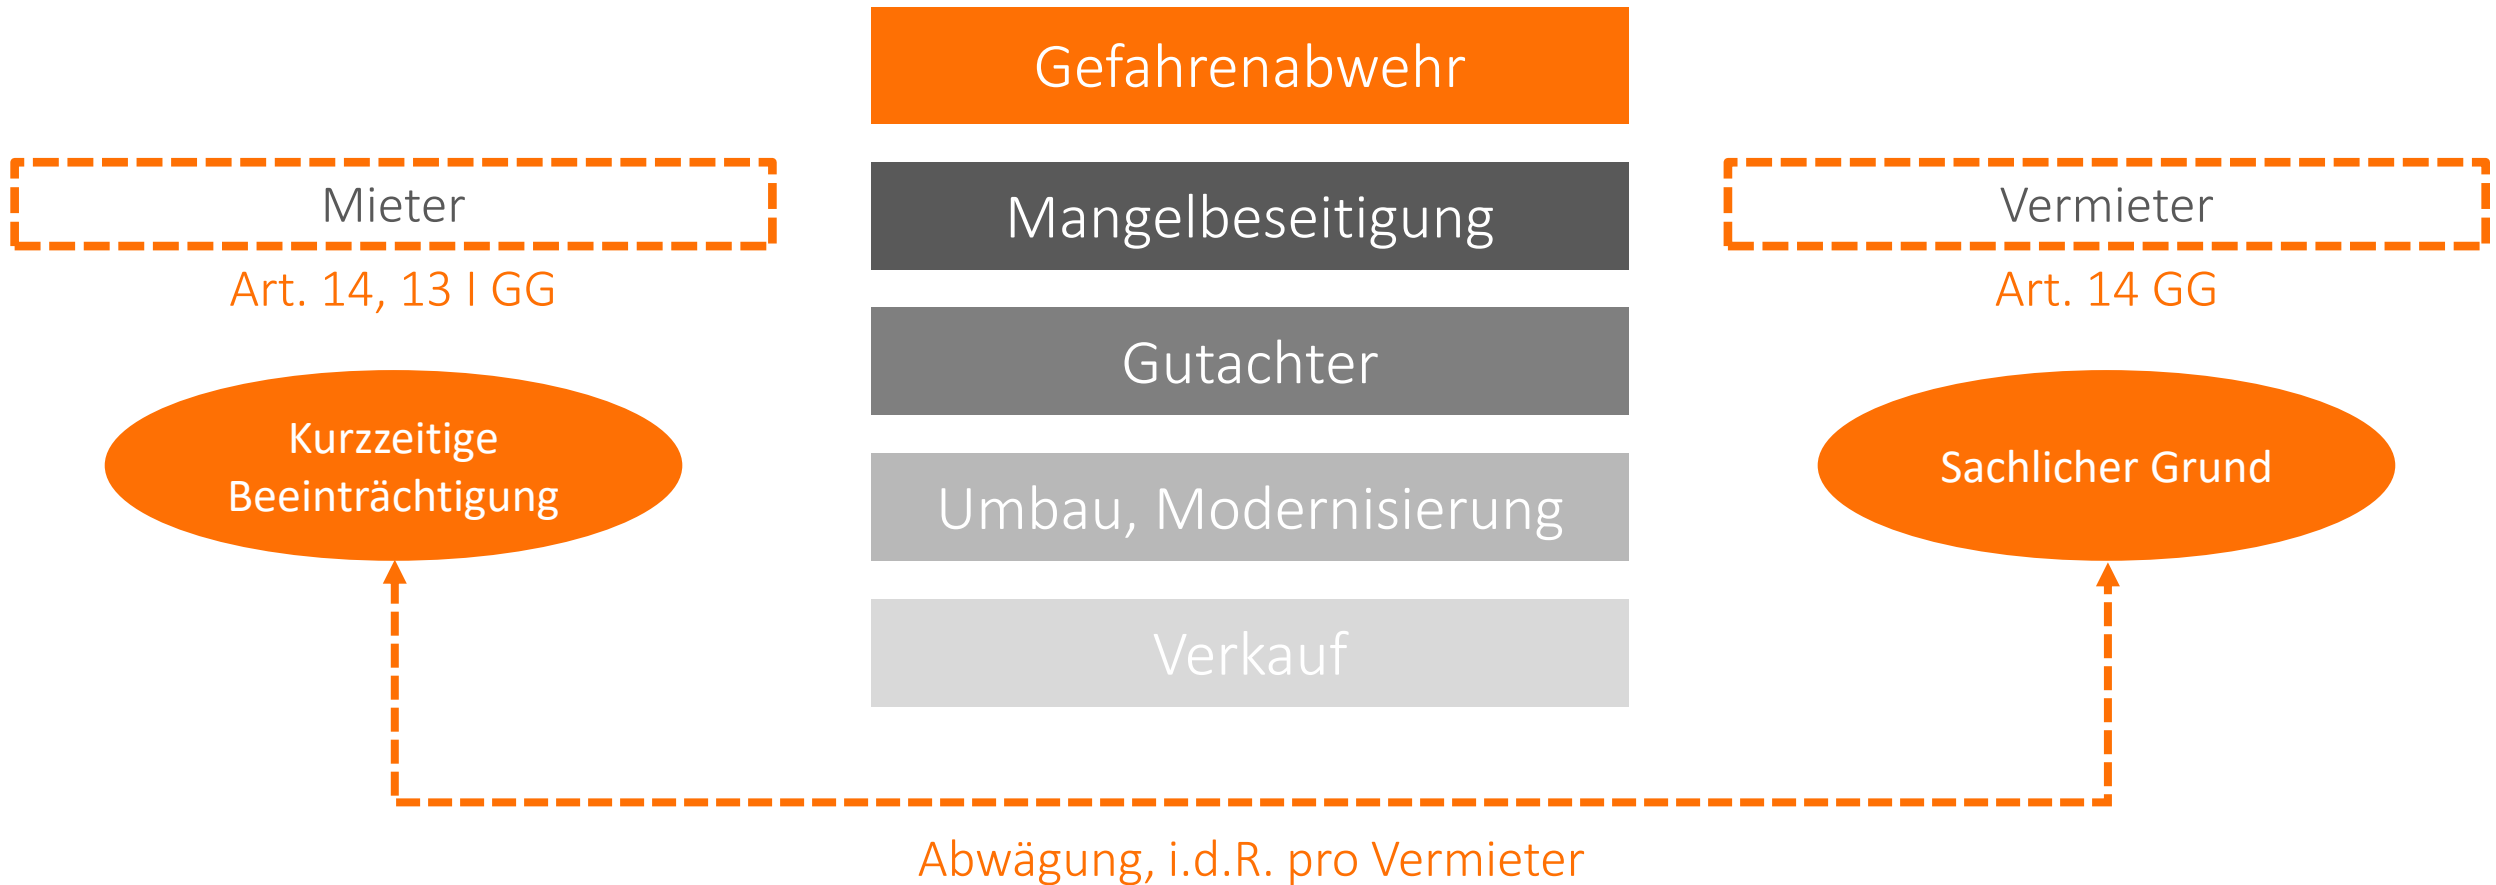 Gefahrenabwehr
Mieter
Mangelbeseitigung
Vermieter
Art. 14, 13 I GG
Art. 14 GG
Gutachter
Kurzzeitige
Beeinträchtigung
Sachlicher Grund
Umbau, Modernisierung
Verkauf
Abwägung, i.d.R. pro Vermieter